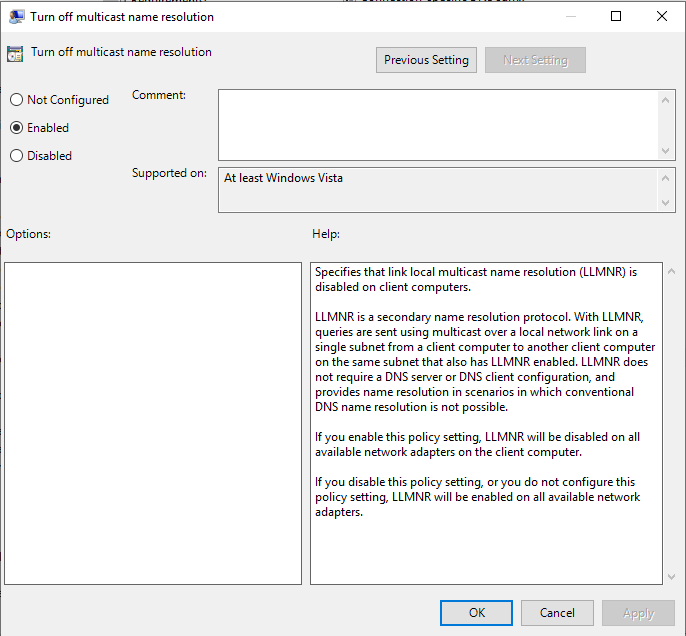 Turn off multicast name resolution
Turn off multicast name resolution
Previous Setting
Next Setting
Not Configured
Comment:
Enabled
Disabled
Supported on:
At least Windows Vista
Options:
Help:
Specifies that link local multicast name resolution (LLMNR) is
disabled on client computers.
LLMNR is a secondary name resolution protocol. With LLMNR,
queries are sent using multicast over a local network link on a
single subnet from a client computer to another client computer
on the same subnet that also has LLMNR enabled. LLMNR does
not require a DNS server or DNS client configuration, and
provides name resolution in scenarios in which conventional
DNS name resolution is not possible.
If you enable this policy setting, LLMNR will be disabled on all
available network adapters on the client computer.
If you disable this policy setting, or you do not configure this
policy setting, LLMNR will be enabled on all available network
adapters.
OK
Cancel
Apply